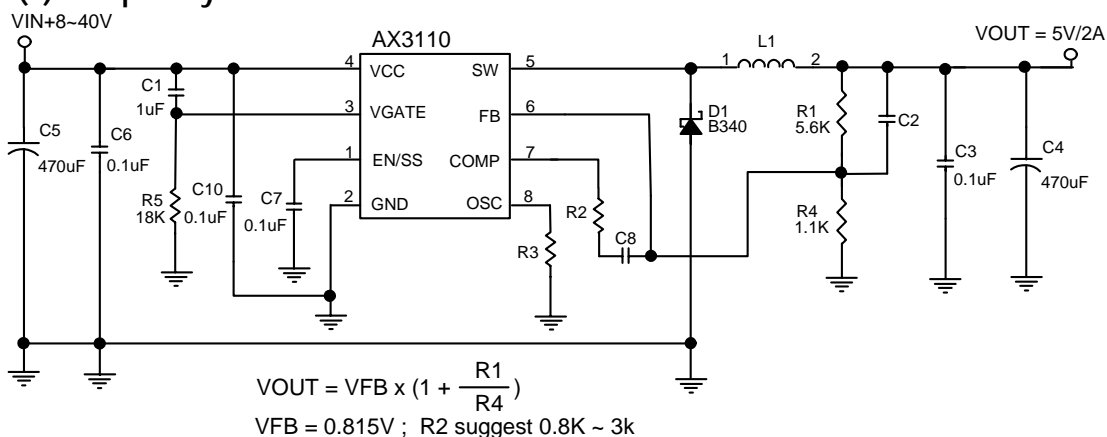 VIN+8~40V
AX3110
VOUT = 5V/2A
L1
4
VCC
SW
5
1
2
C1
1uF
3
VGATE
FB
6
D1
B340
R1
5.6K
C2
C5
470uF
C6
0.1uF
1
EN/SS
COMP
7
C3
0.1uF
C4
470uF
R5
18K
C10
0.1uF
C7
0.1uF
2
GND
OSC
8
R2
C8
R3
R4
1.1K
VOUT = VFB x (1 + R1 / R4 )
VFB = 0.815V ; R2 suggest 0.8K ~ 3k